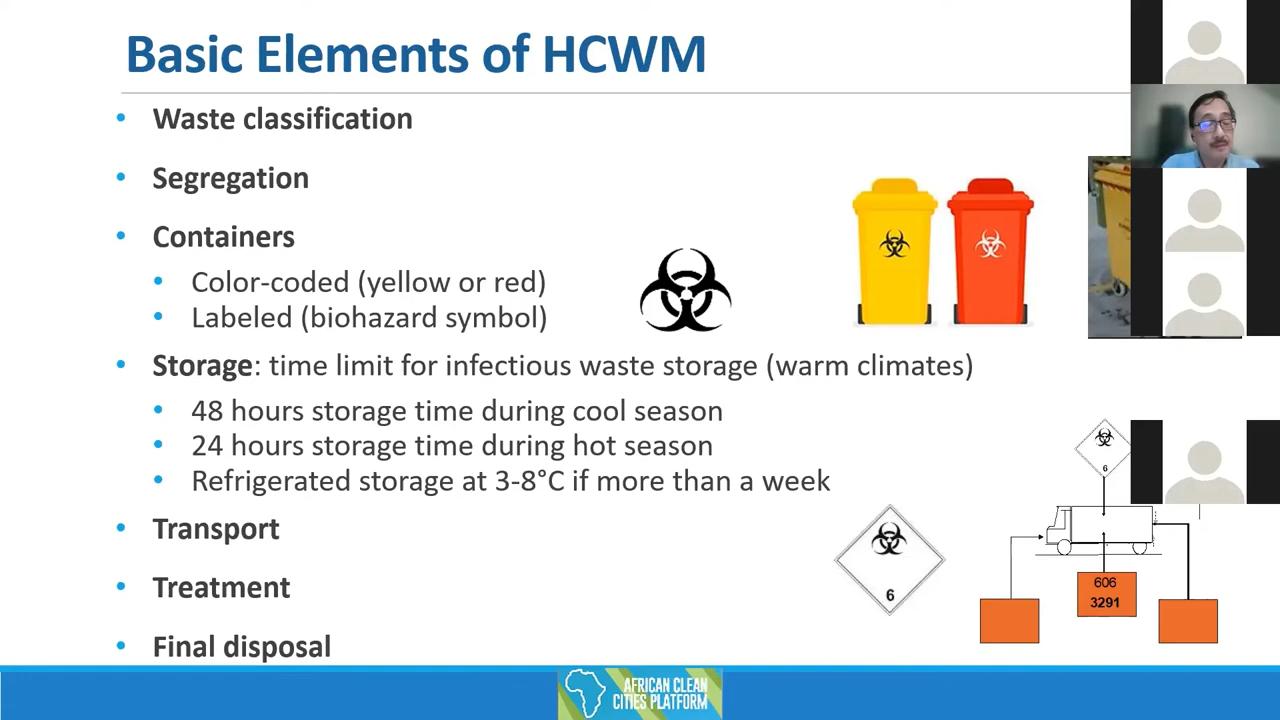 Basic Elements of HCWM
• Waste classification
• Segregation
• Containers
• Color-coded (yellow or red)
• Labeled (biohazard symbol)
• Storage: time limit for infectious waste storage (warm climates)
• 48 hours storage time during cool season
• 24 hours storage time during hot season
• Refrigerated storage at 3-8°C if more than a week
• Transport
• Treatment
• Final disposal
6
6
606
3291
AFRICAN CLEAN
CITIES PLATFORM